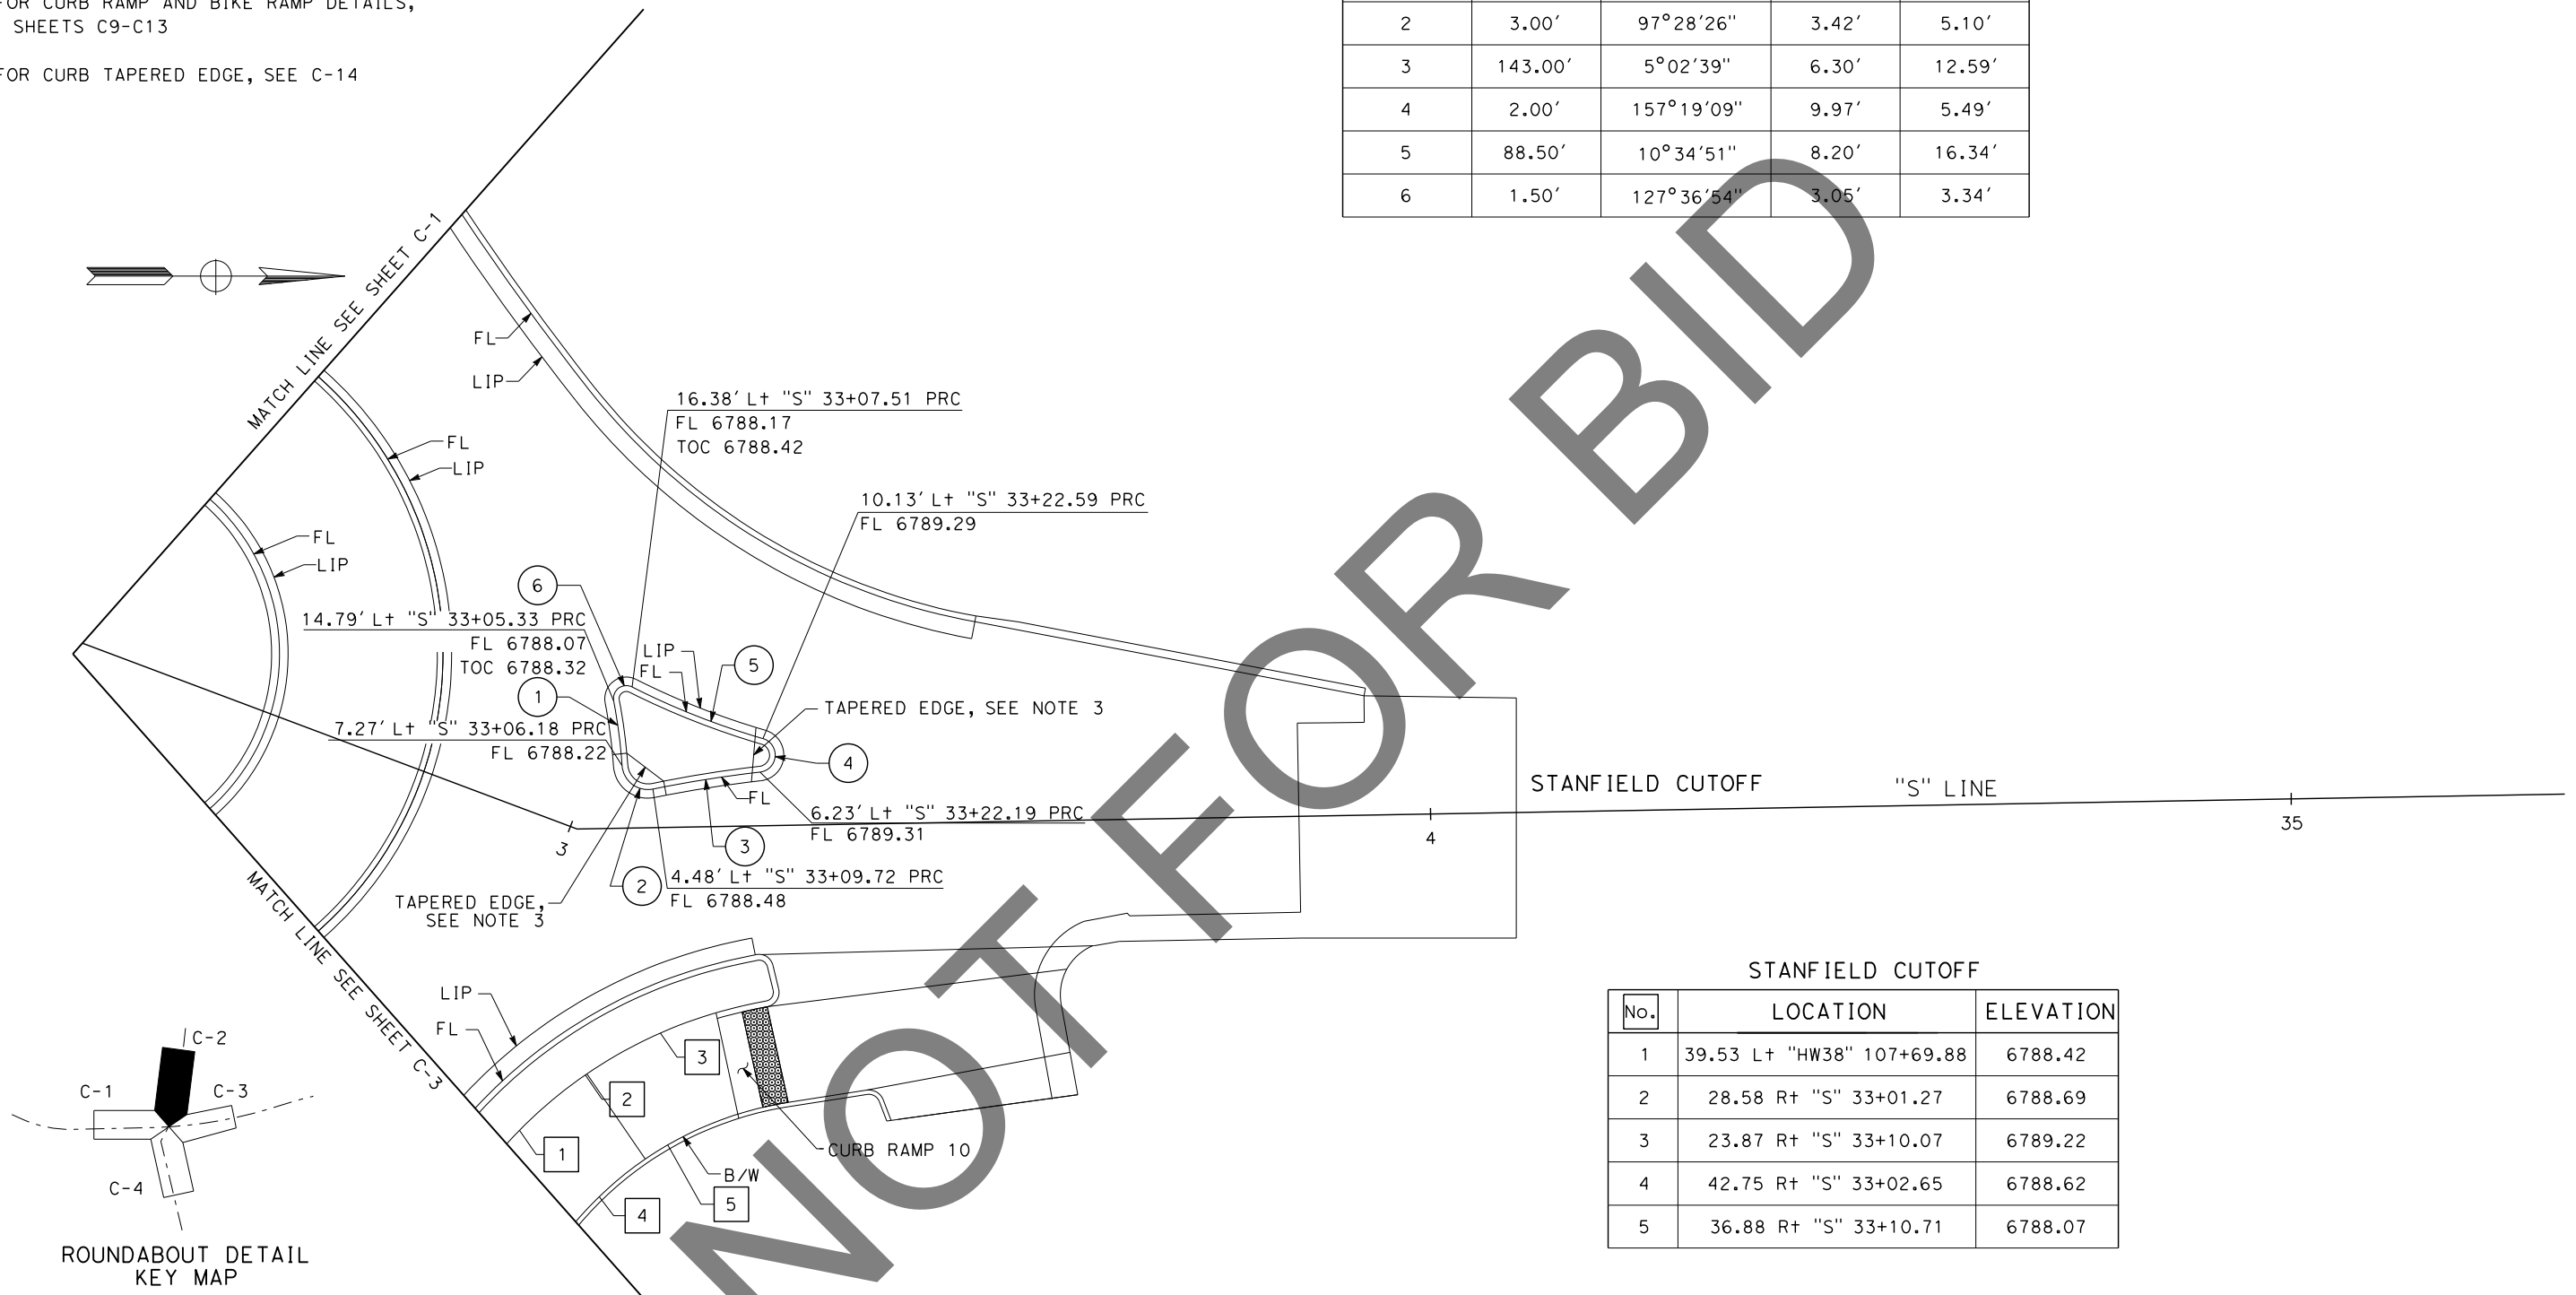 FOR CURB RAMP AND BIKE RAMP DETAILS,
SHEETS C9-C13
FOR CURB TAPERED EDGE, SEE C-14
2 3.00' 97°28'26" 3.42' 5.10'
3 143.00' 5°02'39" 6.30' 12.59'
4 2.00' 157°19'09" 9.97' 5.49'
5 88.50' 10°34'51" 8.20' 16.34'
6 1.50' 127°36'54" 3.05' 3.34'
MATCH LINE SEE SHEET C-1
FL
LIP
FL
LIP
FL
LIP
16.38' Lt "S" 33+07.51 PRC
FL 6788.17
TOC 6788.42
10.13' Lt "S" 33+22.59 PRC
FL 6789.29
6
14.79' Lt "S" 33+05.33 PRC
FL 6788.07
TOC 6788.32
LIP
FL
5
1
TAPERED EDGE, SEE NOTE 3
7.27' Lt "S" 33+06.18 PRC
FL 6788.22
4
FL
6.23' Lt "S" 33+22.19 PRC
FL 6789.31
3
3
2
4.48' Lt "S" 33+09.72 PRC
FL 6788.48
TAPERED EDGE,
SEE NOTE 3
STANFIELD CUTOFF
"S" LINE
4
35
MATCH LINE SEE SHEET C-3
LIP
FL
3
2
1
CURB RAMP 10
B/W
5
4
C-2
C-1
C-3
C-4
ROUNDABOUT DETAIL
KEY MAP
STANFIELD CUTOFF
No. LOCATION ELEVATION
1 39.53 Lt "HW38" 107+69.88 6788.42
2 28.58 Rt "S" 33+01.27 6788.69
3 23.87 Rt "S" 33+10.07 6789.22
4 42.75 Rt "S" 33+02.65 6788.62
5 36.88 Rt "S" 33+10.71 6788.07
NOT FOR BID